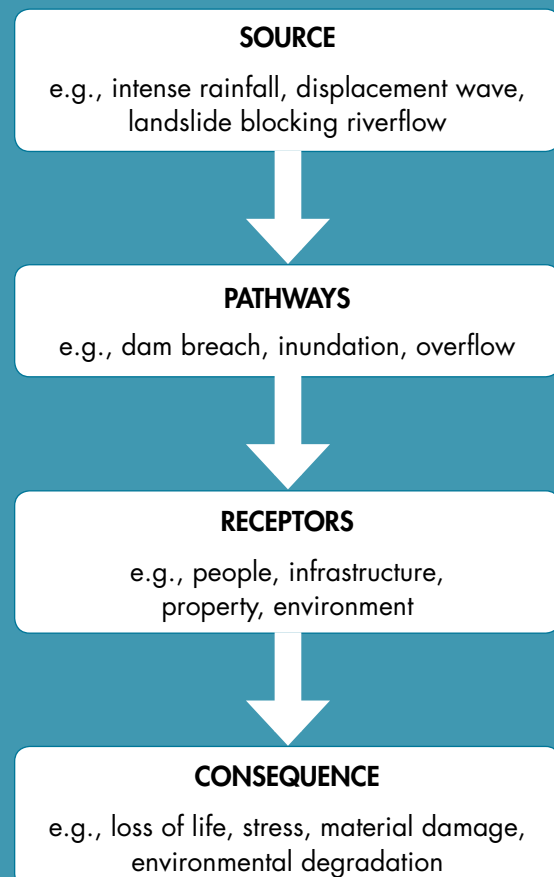 SOURCE
e.g., intense rainfall, displacement wave,
landslide blocking riverflow
PATHWAYS
e.g., dam breach, inundation, overflow
RECEPTORS
e.g., people, infrastructure,
property, environment
CONSEQUENCE
e.g., loss of life, stress, material damage,
environmental degradation